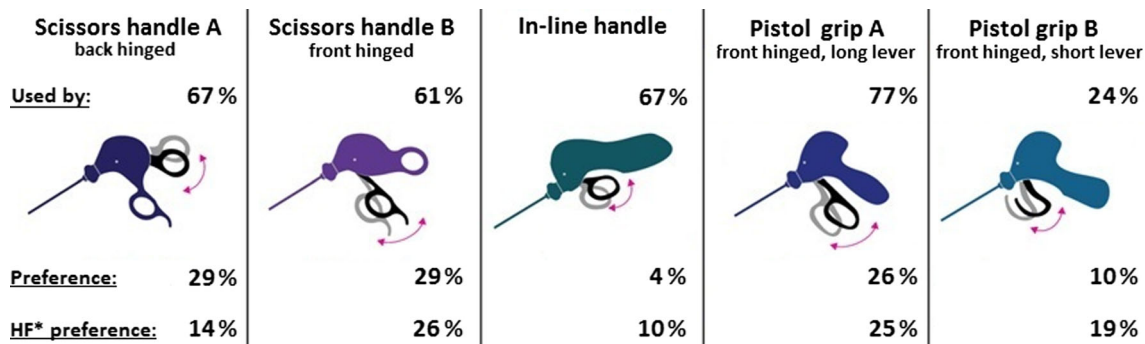 Scissors handle A
back hinged
Scissors handle B
front hinged
In-line handle
Pistol grip A
front hinged, long lever
Pistol grip B
front hinged, short lever
Used by: 67% 61% 67% 77% 24%
Preference: 29% 29% 4% 26% 10%
HF* preference: 14% 26% 10% 25% 19%